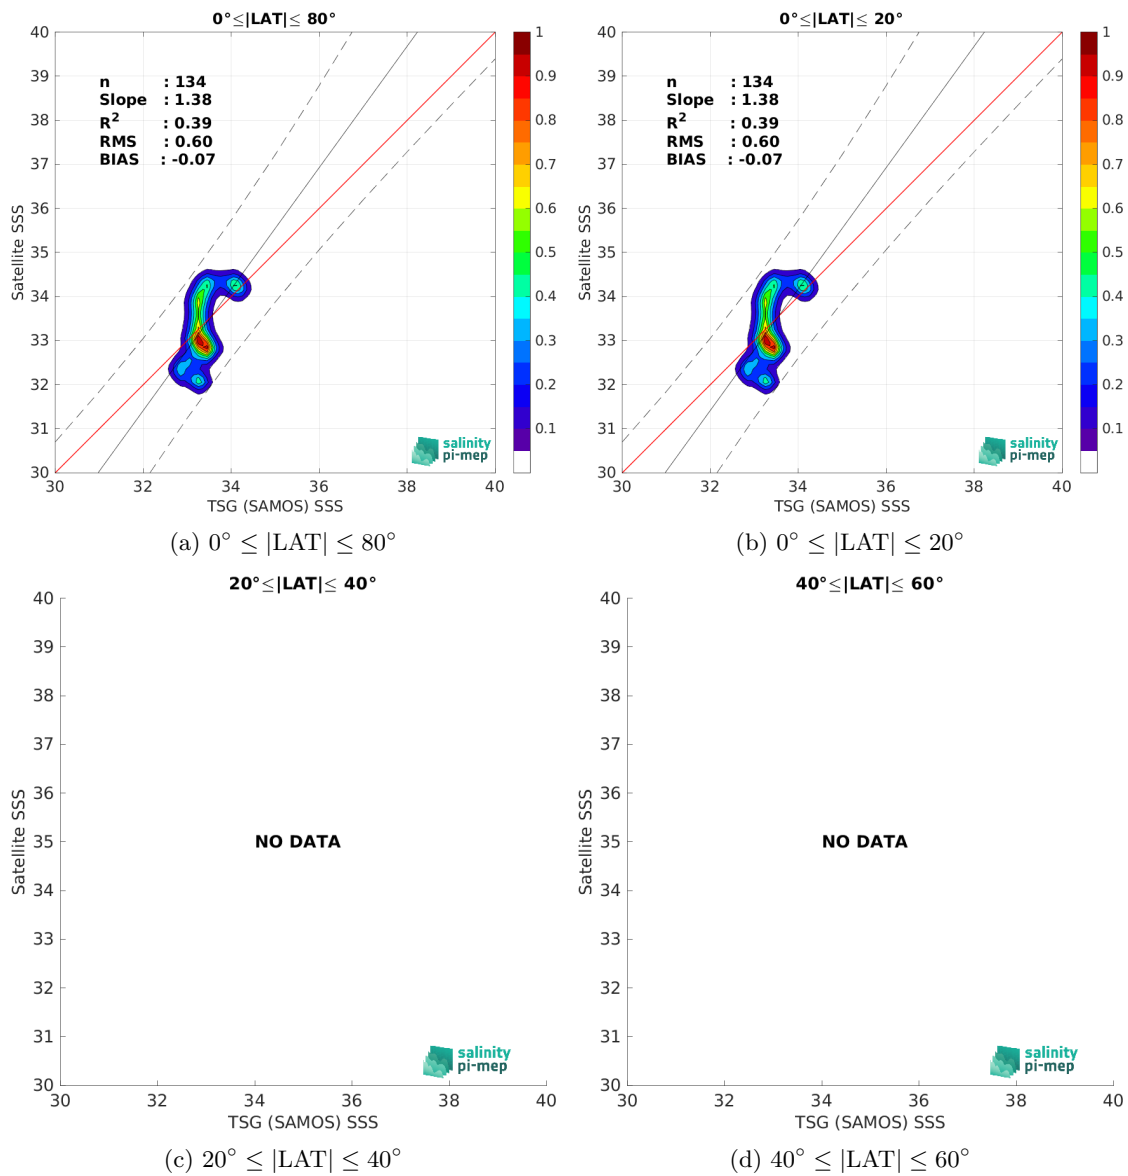 0°≤|LAT|≤ 80°
40
39
38
37
36
35
34
33
32
31
30
Satellite SSS
n : 134
Slope : 1.38
R² : 0.39
RMS : 0.60
BIAS : -0.07
1
0.9
0.8
0.7
0.6
0.5
0.4
0.3
0.2
0.1
salinity
pi-mep
30 32 34 36 38 40
TSG (SAMOS) SSS
(a) 0° ≤ |LAT| ≤ 80°
0°≤|LAT|≤ 20°
40
39
38
37
36
35
34
33
32
31
30
Satellite SSS
n : 134
Slope : 1.38
R² : 0.39
RMS : 0.60
BIAS : -0.07
1
0.9
0.8
0.7
0.6
0.5
0.4
0.3
0.2
0.1
salinity
pi-mep
30 32 34 36 38 40
TSG (SAMOS) SSS
(b) 0° ≤ |LAT| ≤ 20°
20°≤|LAT|≤ 40°
40
39
38
37
36
35
34
33
32
31
30
Satellite SSS
NO DATA
salinity
pi-mep
30 32 34 36 38 40
TSG (SAMOS) SSS
(c) 20° ≤ |LAT| ≤ 40°
40°≤|LAT|≤ 60°
40
39
38
37
36
35
34
33
32
31
30
Satellite SSS
NO DATA
salinity
pi-mep
30 32 34 36 38 40
TSG (SAMOS) SSS
(d) 40° ≤ |LAT| ≤ 60°